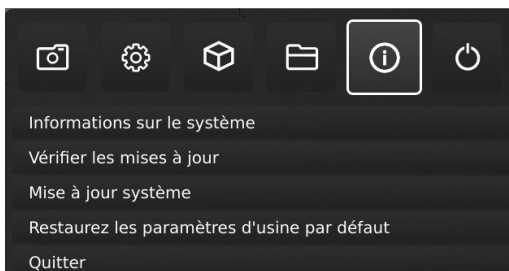 Informations sur le système
Vérifier les mises à jour
Mise à jour système
Restaurez les paramètres d'usine par défaut
Quitter